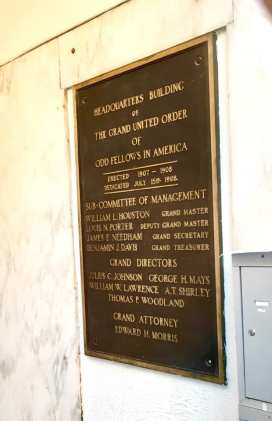 HEADQUARTERS BUILDING
OF
THE GRAND UNITED ORDER
OF
ODD FELLOWS IN AMERICA
ERECTED 1907 - 1908
DEDICATED JULY 15TH 1908.
SUB-COMMITTEE OF MANAGEMENT
WILLIAM L. HOUSTON GRAND MASTER
LOUIS N. PORTER DEPUTY GRAND MASTER
JAMES F. NEEDHAM GRAND SECRETARY
BENJAMIN J. DAVIS GRAND TREASURER
GRAND DIRECTORS
JULIUS C. JOHNSON GEORGE H. MAYS
WILLIAM W. LAWRENCE A.T. SHIRLEY
THOMAS P. WOODLAND
GRAND ATTORNEY
EDWARD H. MORRIS